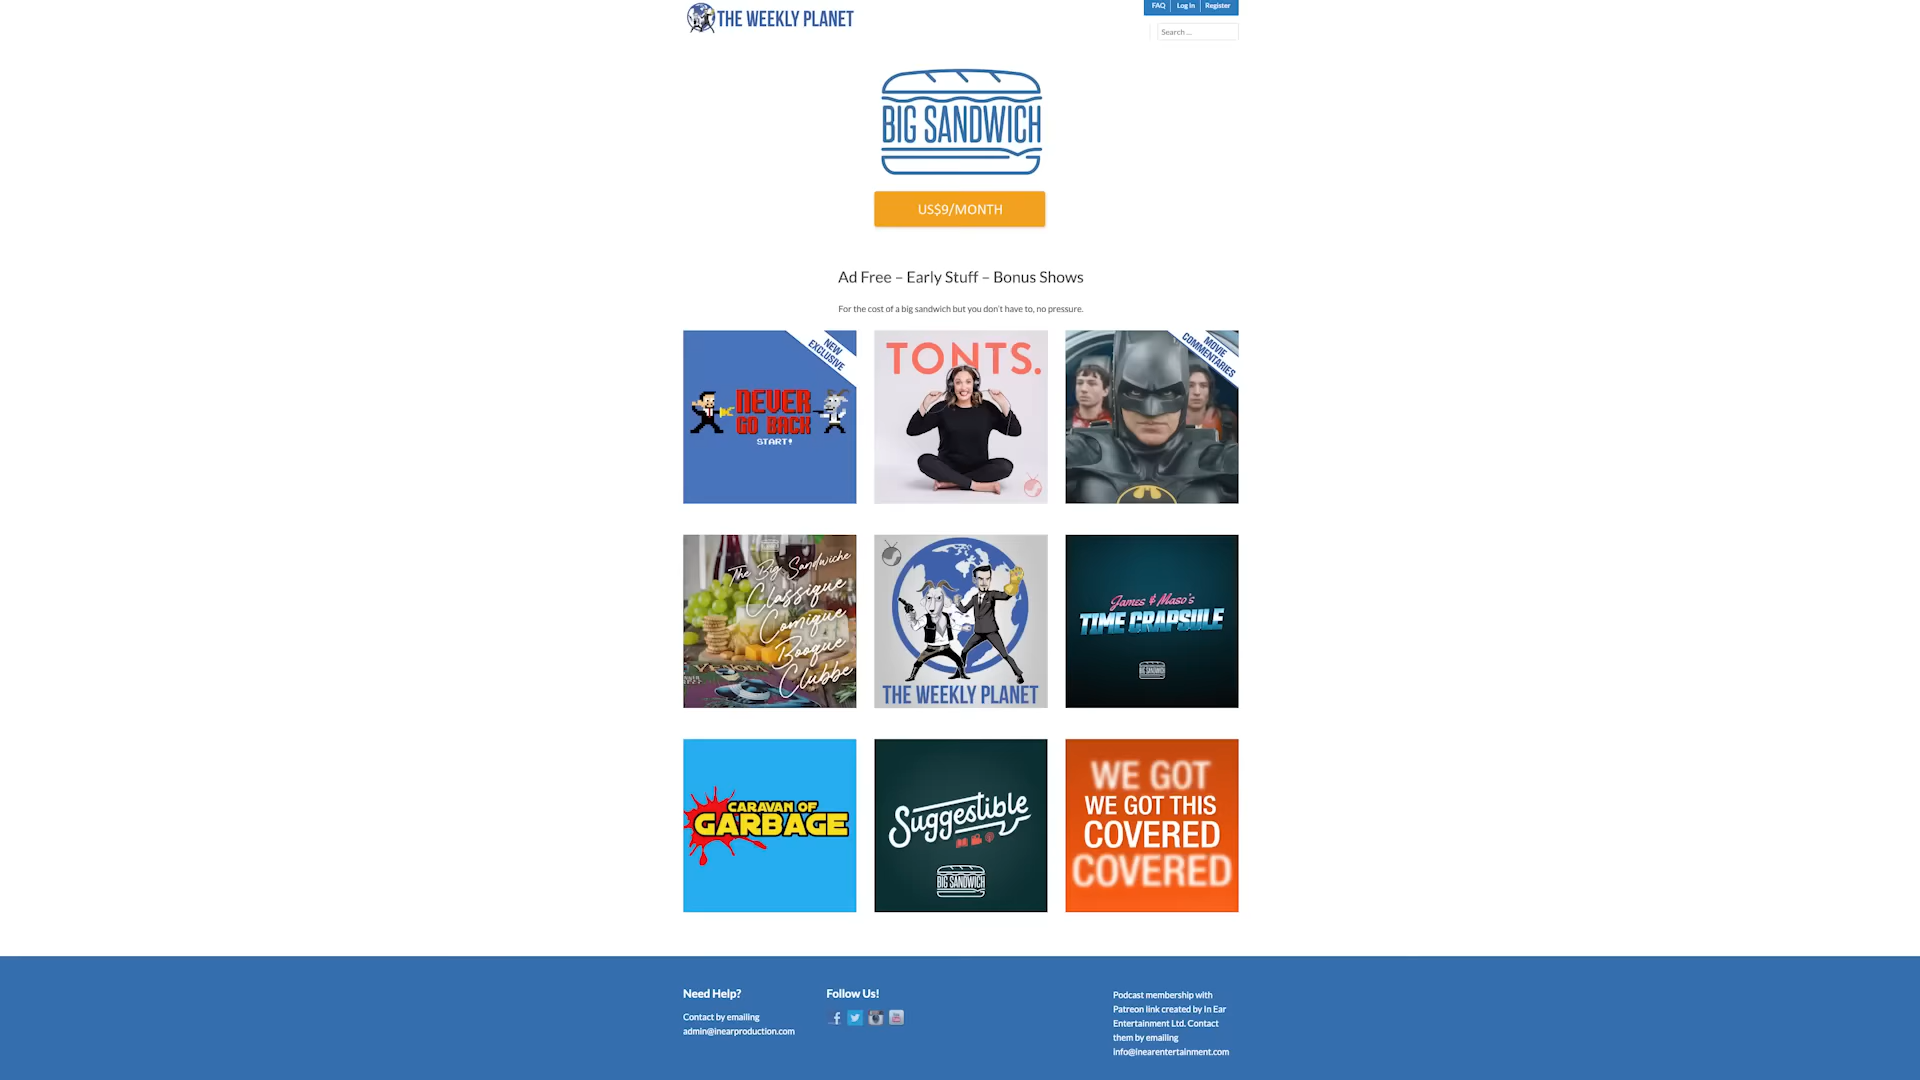 THE WEEKLY PLANET
FAQ
Log In
Register
Search ...
BIG SANDWICH
US$9/MONTH
Ad Free – Early Stuff – Bonus Shows
For the cost of a big sandwich but you don't have to, no pressure.
NEW
EXCLUSIVE
NEVER
GO BACK
START!
TONTS.
MOVIE
COMMENTARIES
The Big Sandwiche
Classique
Comique
Booque
Clubbe
VENOM
THE WEEKLY PLANET
James & Maso's
TIME CRAPSULE
BIG SANDWICH
CARAVAN OF
GARBAGE
Suggestible
BIG SANDWICH
WE GOT
WE GOT THIS
COVERED
COVERED
Need Help?
Contact by emailing
admin@inearproduction.com
Follow Us!
Podcast membership with
Patreon link created by In Ear
Entertainment Ltd. Contact
them by emailing
info@inearentertainment.com